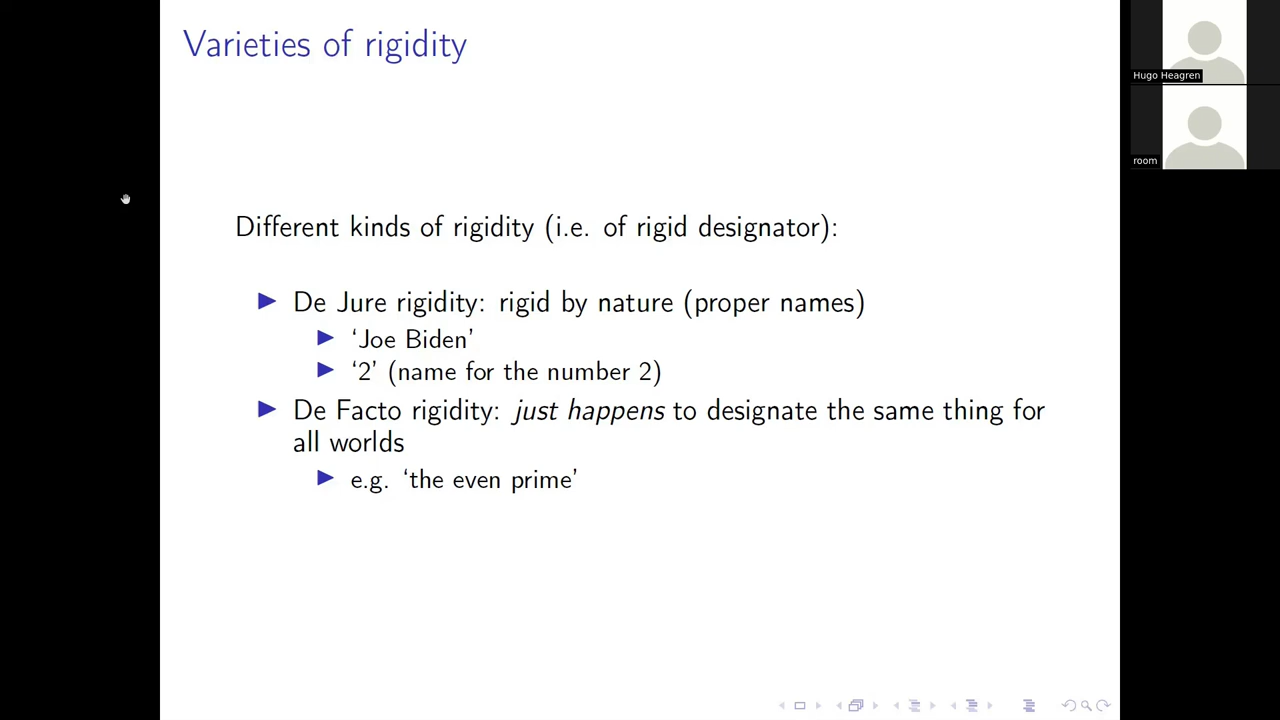 Varieties of rigidity
Different kinds of rigidity (i.e. of rigid designator):
De Jure rigidity: rigid by nature (proper names)
‘Joe Biden’
‘2’ (name for the number 2)
De Facto rigidity: just happens to designate the same thing for
all worlds
e.g. ‘the even prime’
Hugo Heagren
room